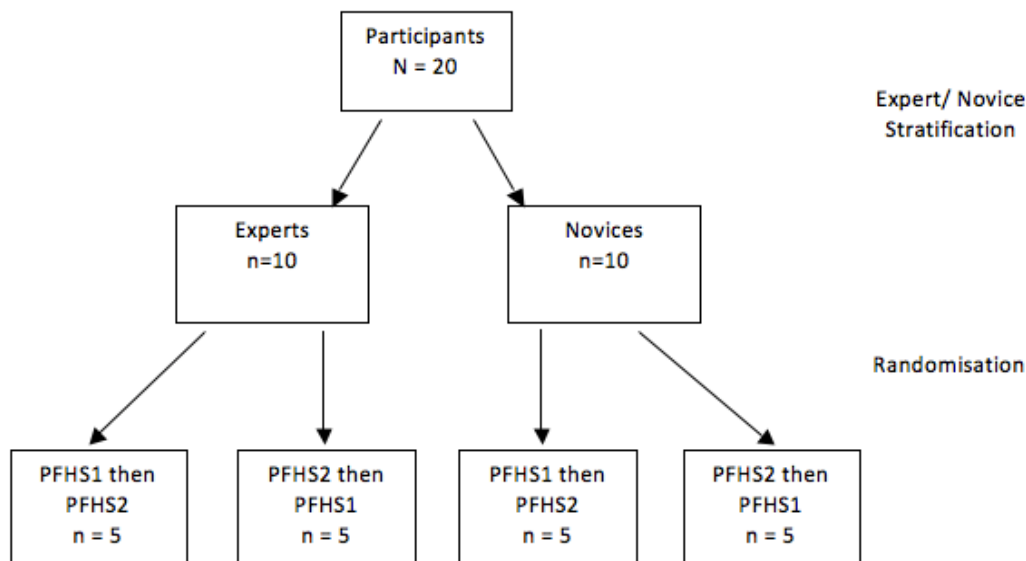 Participants
N = 20
Expert/ Novice
Stratification
Experts
n=10
Novices
n=10
Randomisation
PFHS1 then
PFHS2
n = 5
PFHS2 then
PFHS1
n = 5
PFHS1 then
PFHS2
n = 5
PFHS2 then
PFHS1
n = 5